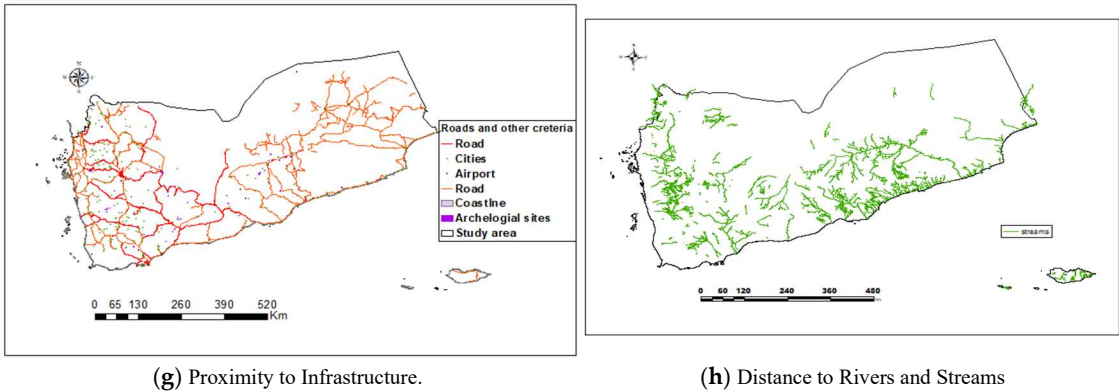 N
W E
S
Roads and other creteria
Road
Cities
Airport
Road
Coastlne
Archelogial sites
Study area
0 65 130 260 390 520
Km
(g) Proximity to Infrastructure.
streams
0 60 120 240 360 480
(h) Distance to Rivers and Streams